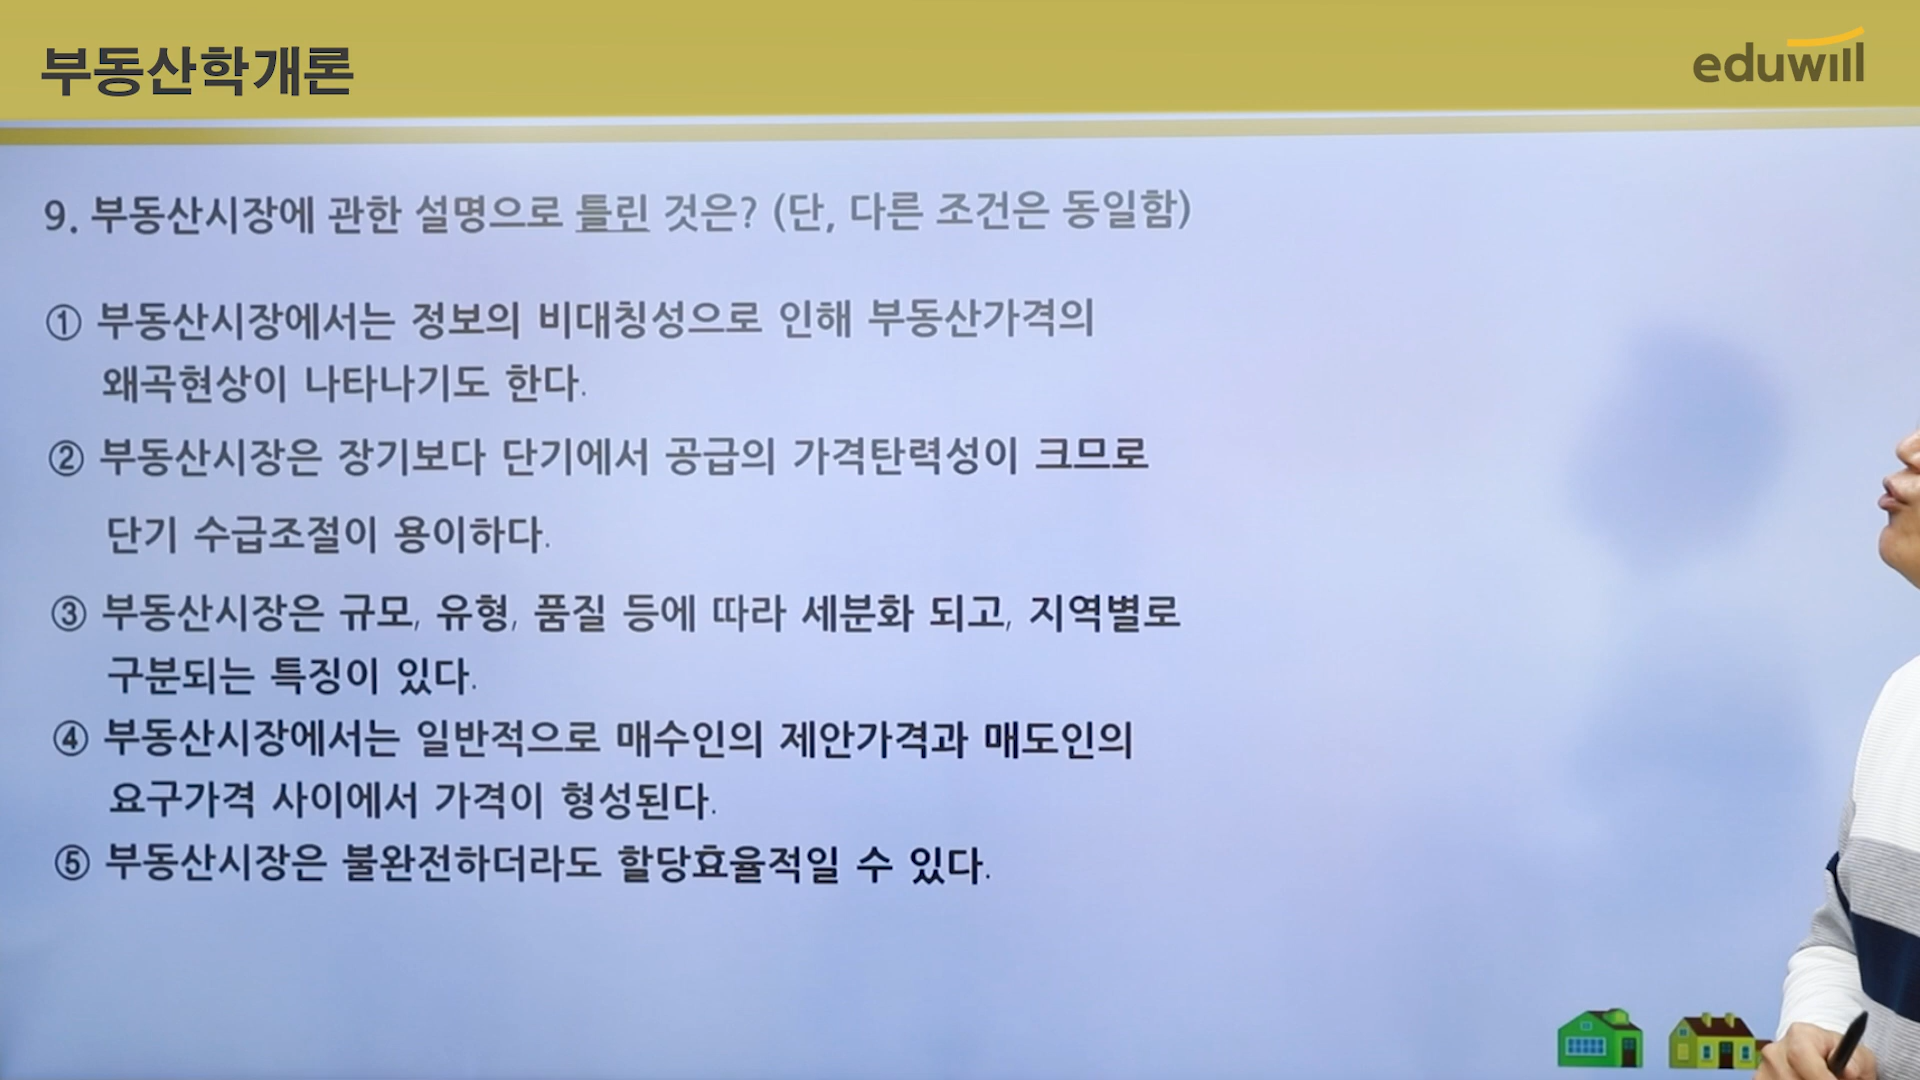 부동산학개론
eduwill
9. 부동산시장에 관한 설명으로 틀린 것은? (단, 다른 조건은 동일함)
① 부동산시장에서는 정보의 비대칭성으로 인해 부동산가격의
왜곡현상이 나타나기도 한다.
② 부동산시장은 장기보다 단기에서 공급의 가격탄력성이 크므로
단기 수급조절이 용이하다.
③ 부동산시장은 규모, 유형, 품질 등에 따라 세분화 되고, 지역별로
구분되는 특징이 있다.
④ 부동산시장에서는 일반적으로 매수인의 제안가격과 매도인의
요구가격 사이에서 가격이 형성된다.
⑤ 부동산시장은 불완전하더라도 할당효율적일 수 있다.